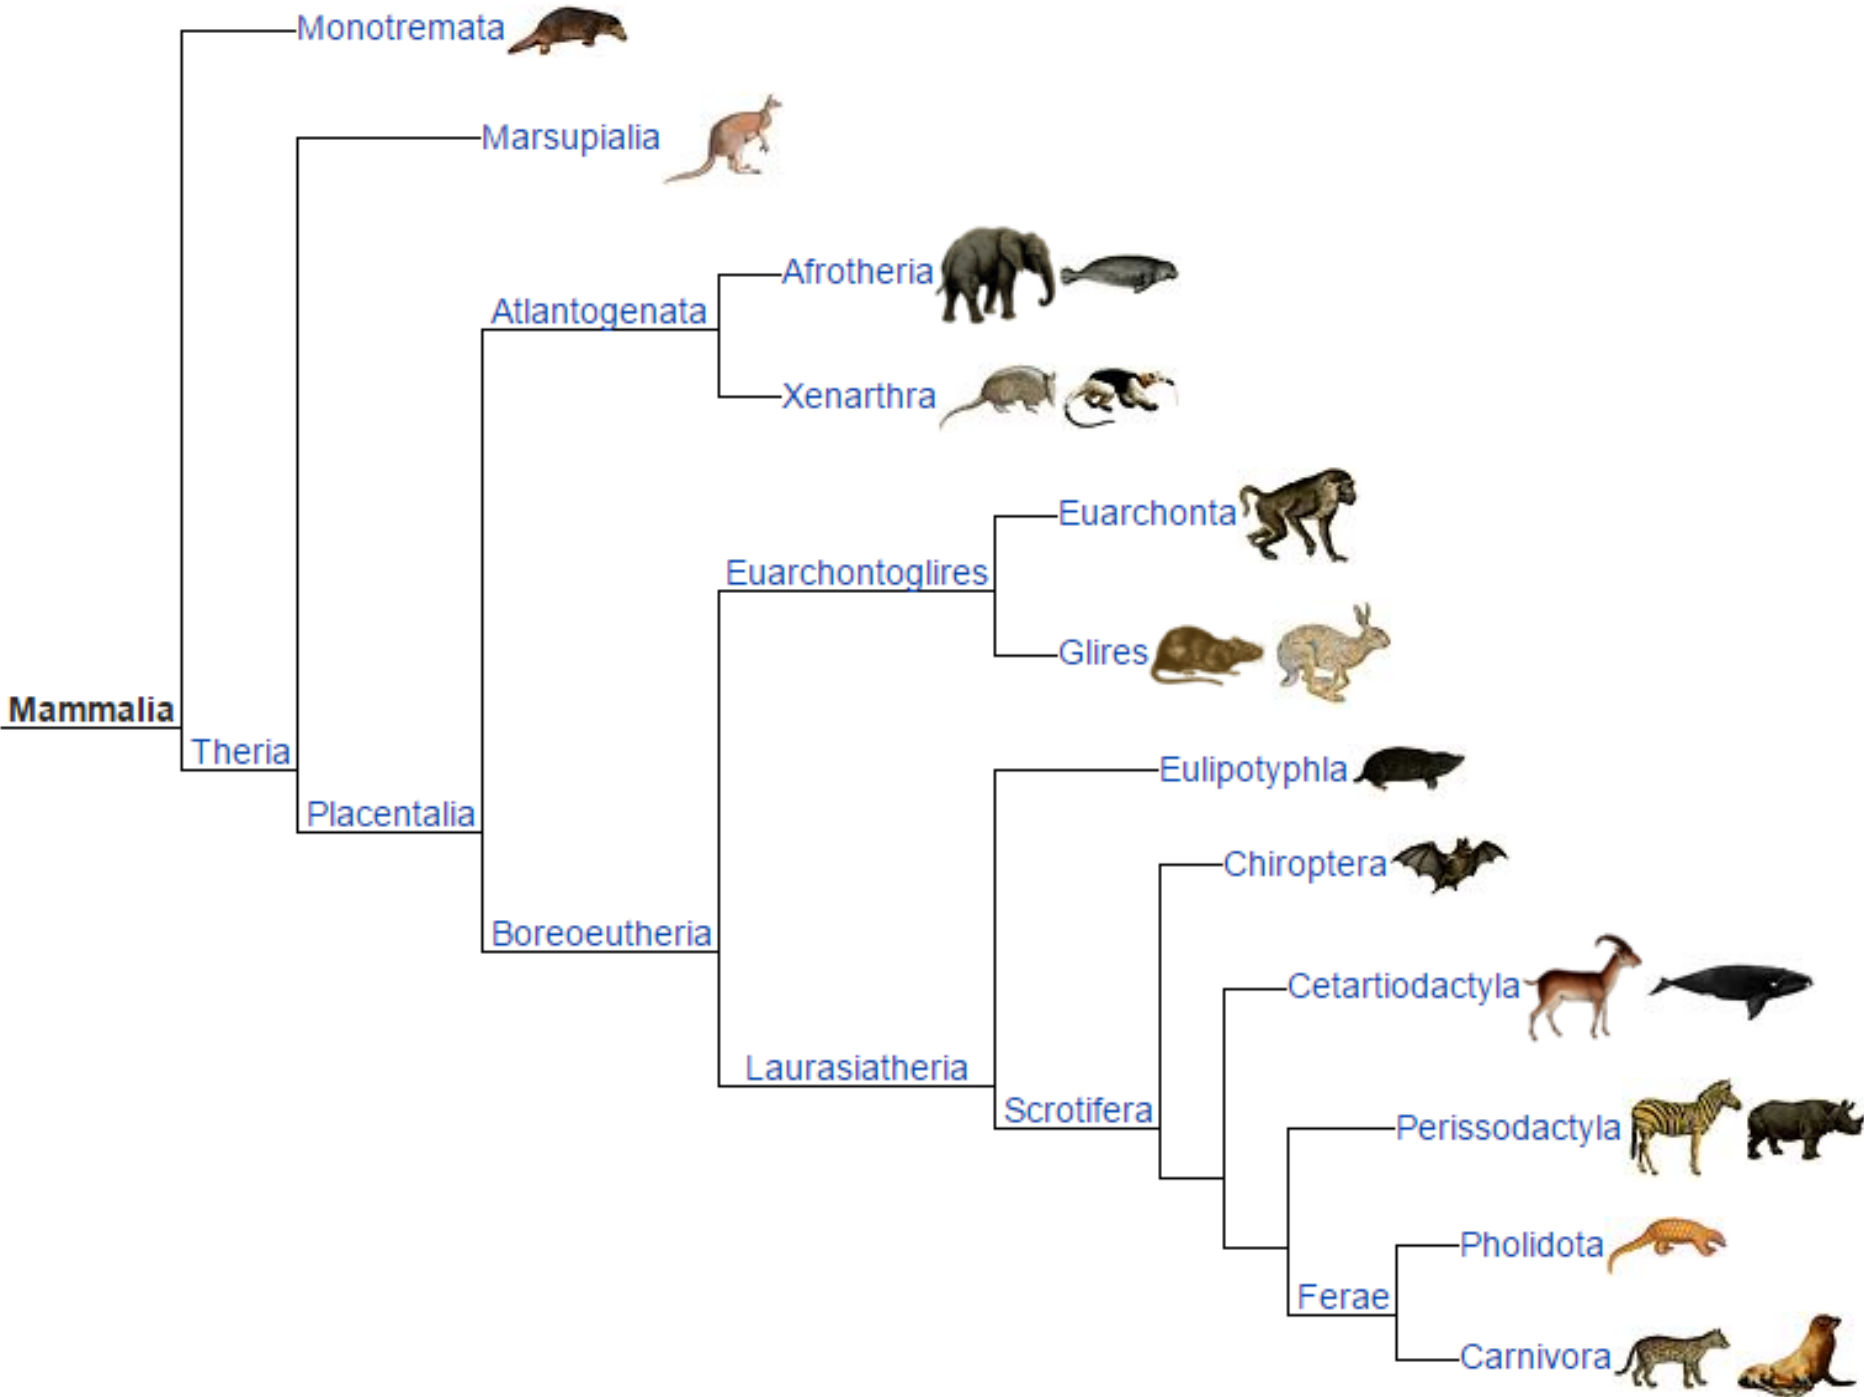 Monotremata
Marsupialia
Afrotheria
Atlantogenata
Xenarthra
Euarchonta
Euarchontoglires
Glires
Mammalia
Theria
Eulipotyphla
Placentalia
Chiroptera
Boreoeutheria
Cetartiodactyla
Laurasiatheria
Scrotifera
Perissodactyla
Pholidota
Ferae
Carnivora